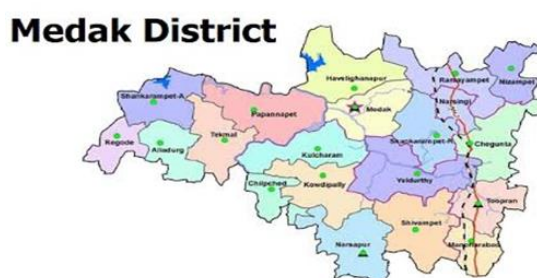 Medak District
Havelighanapur
Ramayampet
Nizampet
Shankarampet-A
Papannapet
Medak
Narsingi
Regode
Alladurg
Tekmal
Kulcharam
Shankarampet-R
Chegunta
Chilpched
Kowdipally
Yeldurthy
Toopran
Narsapur
Shivampet
Manoharabad